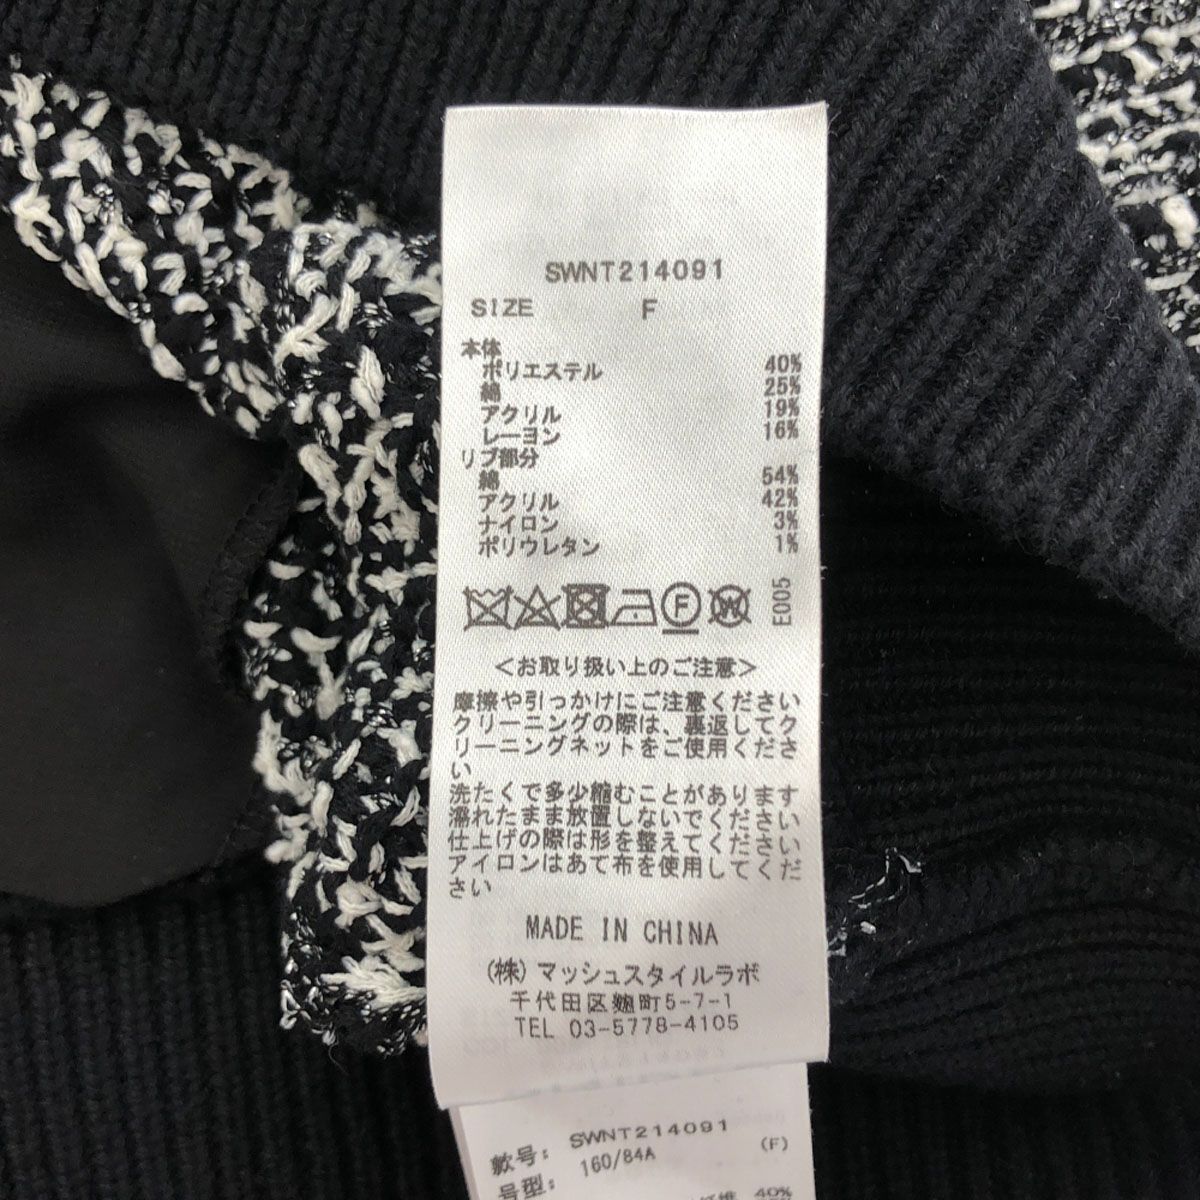 SWNT214091
SIZE F
本体
ポリエステル 40%
綿 25%
アクリル 19%
レーヨン 16%
リブ部分
綿 54%
アクリル 42%
ナイロン 3%
ポリウレタン 1%
F W E005
<お取り扱い上のご注意>
摩擦や引っかけにご注意ください
クリーニングの際は、裏返してク
リーニングネットをご使用くださ
い
洗たくで多少縮むことがあります
濡れたまま放置しないでください
仕上げの際は形を整えてください
アイロンはあて布を使用してくだ
さい
MADE IN CHINA
(株)マッシュスタイルラボ
千代田区麹町5-7-1
TEL 03-5778-4105
款号: SWNT214091
号型: 160/84A (F)
40%